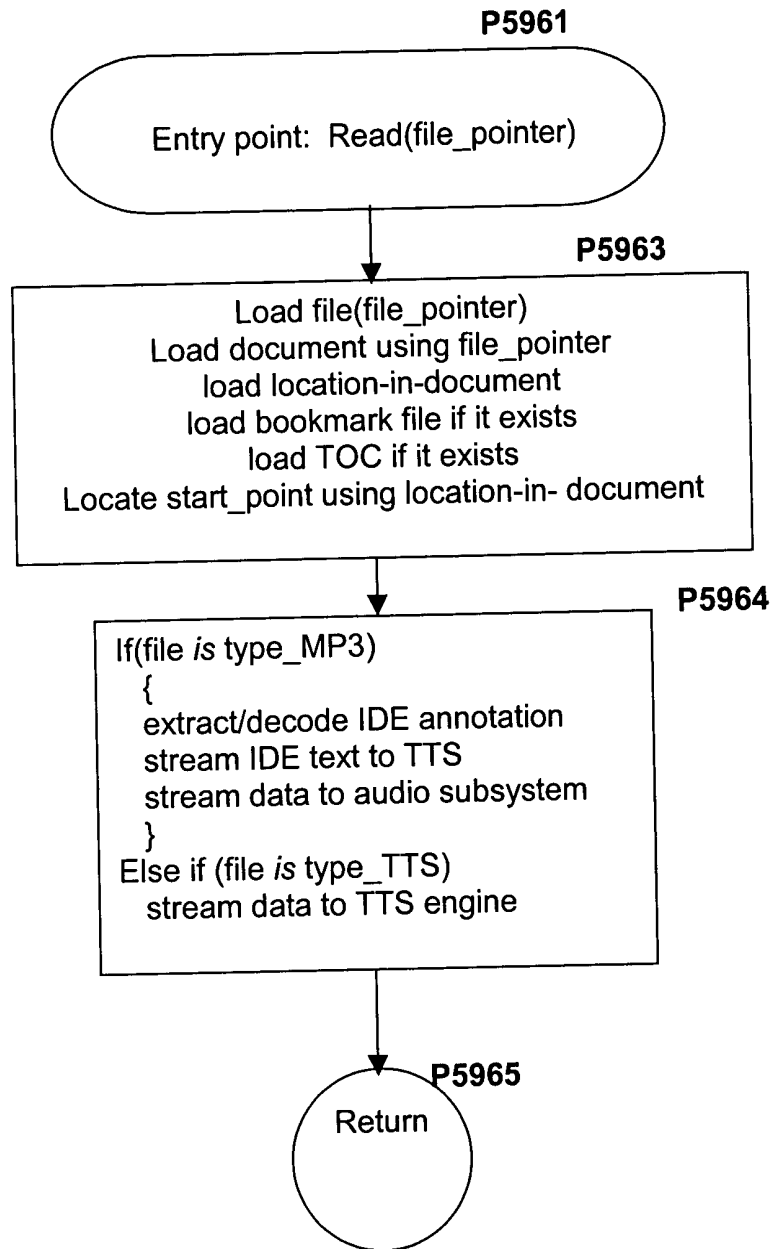 P5961
Entry point: Read(file_pointer)
P5963
Load file(file_pointer)
Load document using file_pointer
load location-in-document
load bookmark file if it exists
load TOC if it exists
Locate start_point using location-in- document
P5964
If(file is type_MP3)
{
extract/decode IDE annotation
stream IDE text to TTS
stream data to audio subsystem
}
Else if (file is type_TTS)
stream data to TTS engine
P5965
Return